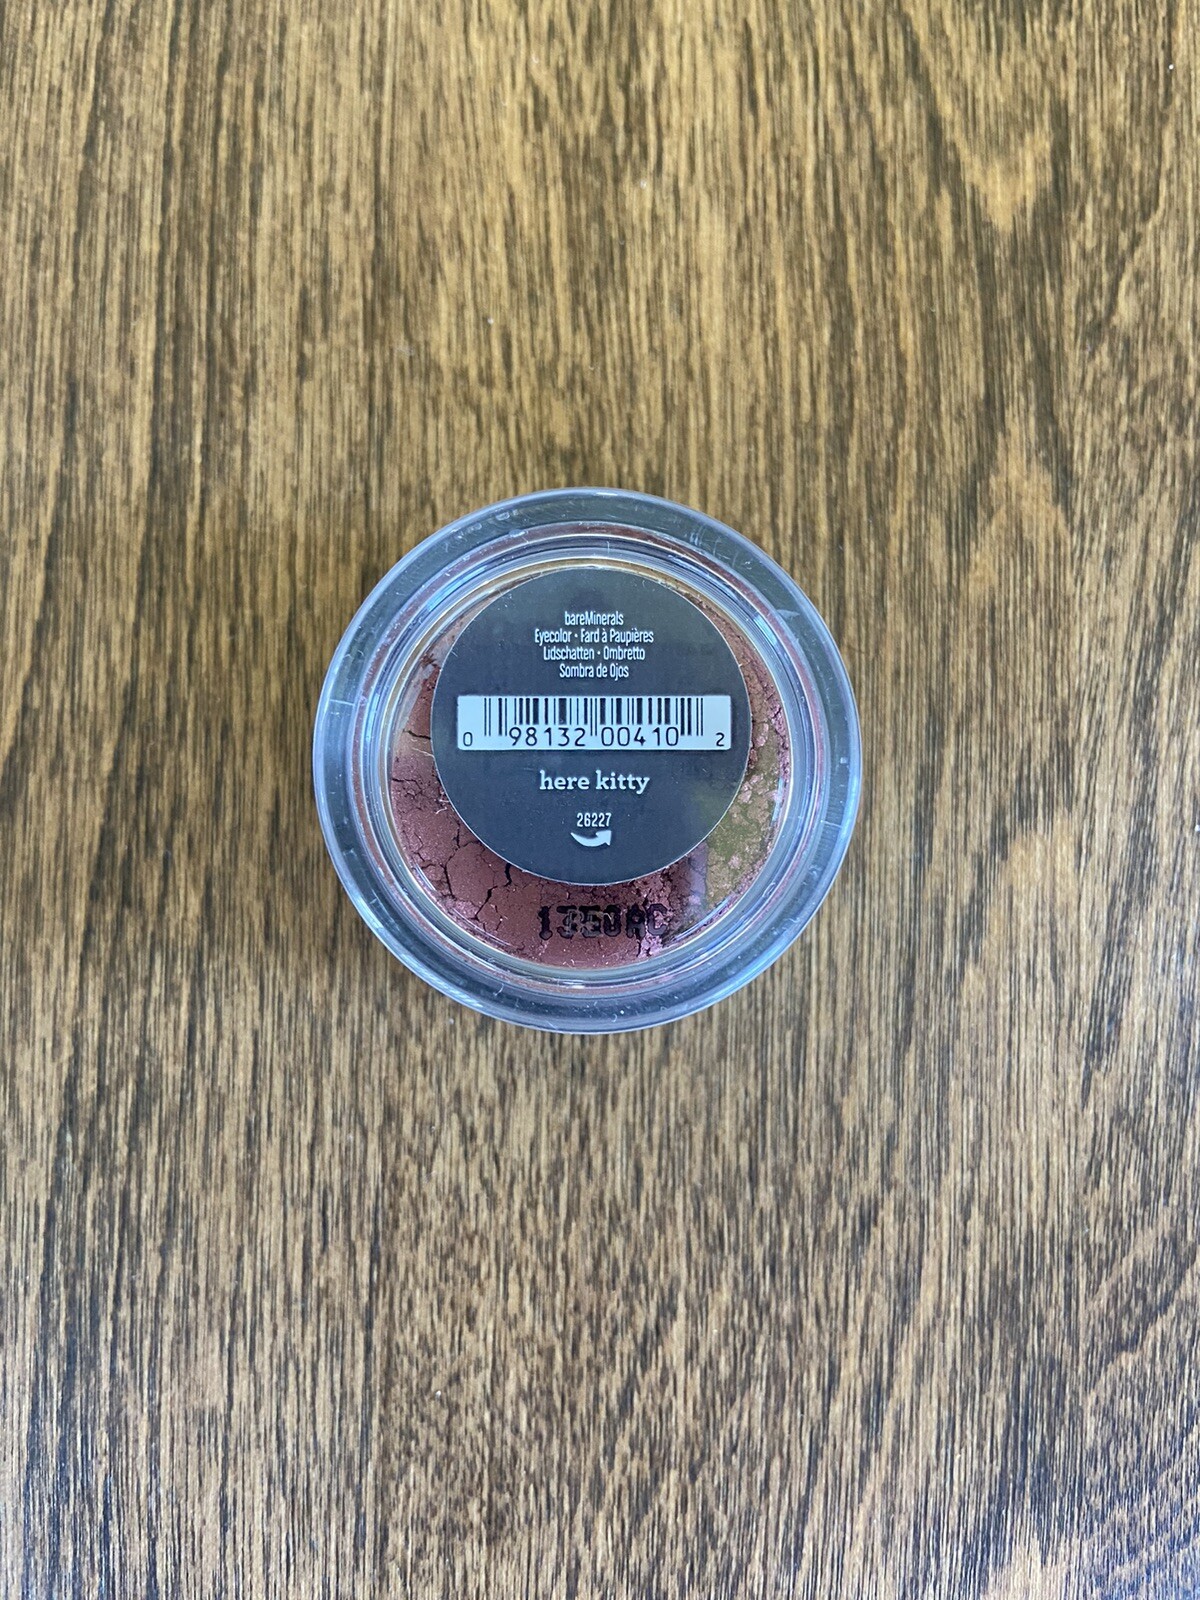 bareMinerals
Eyecolor • Fard à Paupières
Lidschatten • Ombretto
Sombra de Ojos
0 98132 00410 2
here kitty
26227